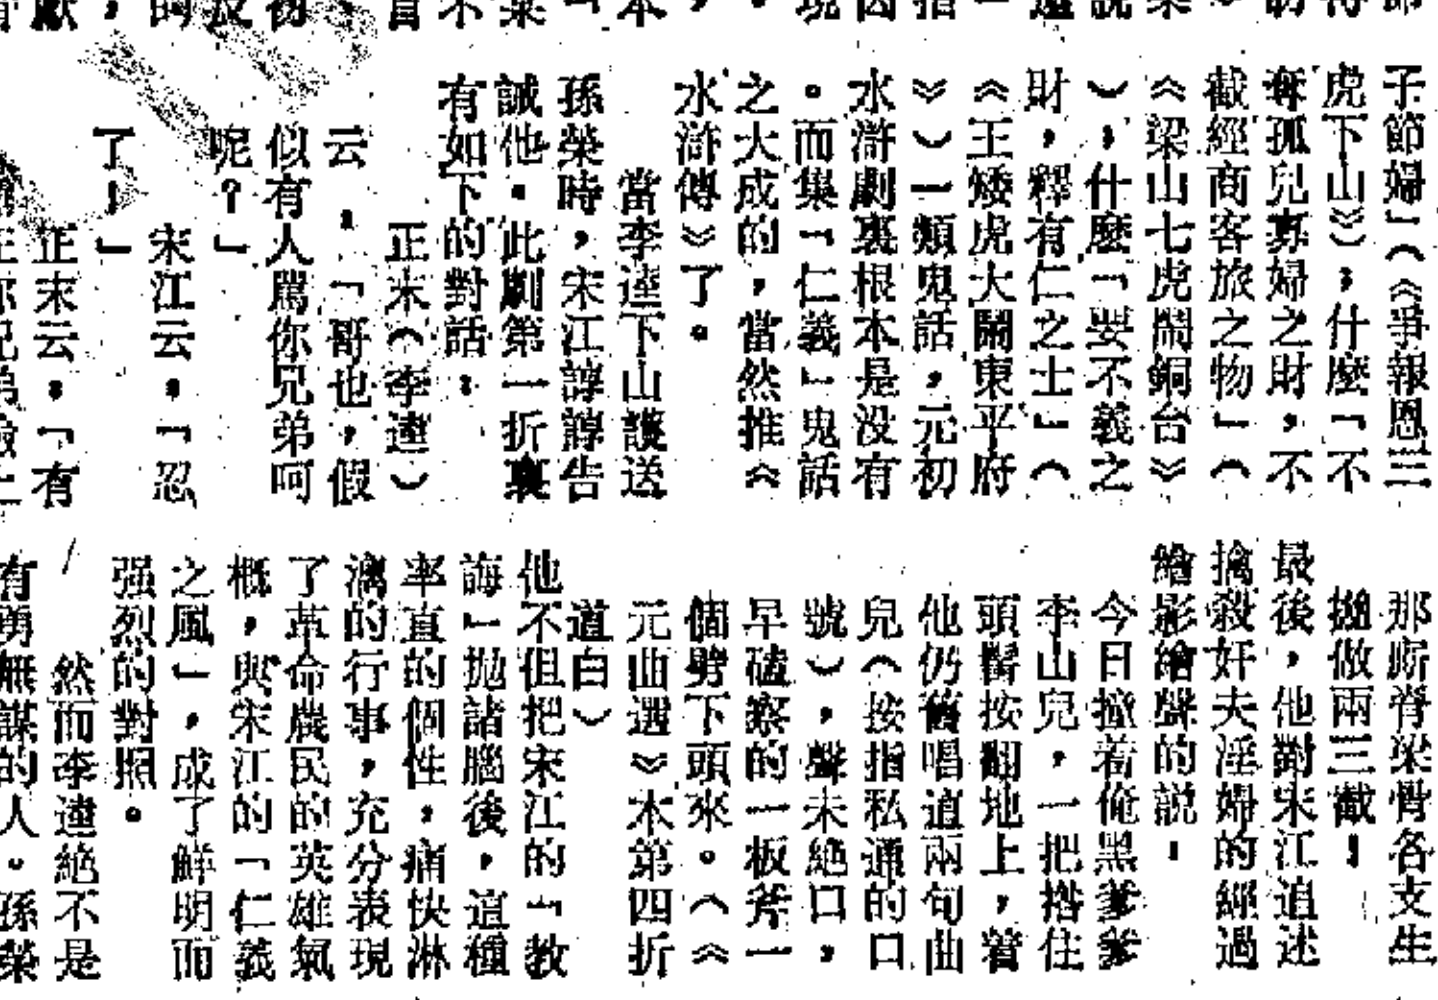 子節婦」（《爭報恩三
虎下山》），什麼「不
奪孤兒寡婦之財，不
截經商客旅之物」（
《梁山七虎鬧銅台》
），什麼「要不義之
財，釋有仁之士」（
《王矮虎大鬧東平府
》）一類鬼話，元初
水滸劇裏根本是没有
。而集「仁義」鬼話
之大成的，當然推《
水滸傳》了。
當李逵下山護送
孫榮時，宋江諄諄告
誡他。此劇第一折裏
有如下的對話：
正末（李逵）
云：「哥也，假
似有人罵你兄弟呵
呢？」
宋江云：「忍
了！」
正末云：「有
那厮脊梁骨各支生
撧做兩三截！
最後，他對宋江追述
擒殺奸夫淫婦的經過
繪影繪聲的説：
今日撞着俺黑爹爹
李山兒，一把揝住
頭髻按翻地上，着
他仍舊唱道兩句曲
兒（按指私通的口
號），聲未絶口，
早磕察的一板斧一
個劈下頭來。（《
元曲選》本第四折
道白）
他不但把宋江的「教
誨」拋諸腦後，這種
率直的個性，痛快淋
漓的行事，充分表現
了革命農民的英雄氣
概，與宋江的「仁義
之風」，成了鮮明而
强烈的對照。
然而李逵絶不是
有勇無謀的人。孫榮